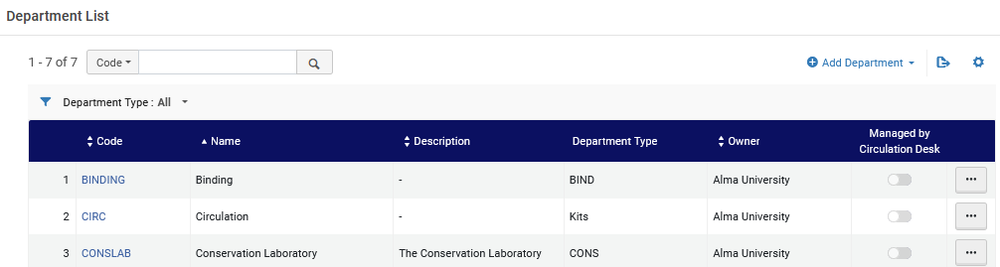 Department List
1 - 7 of 7 Code Add Department
Department Type : All
Code Name Description Department Type Owner Managed by Circulation Desk
1 BINDING Binding - BIND Alma University
2 CIRC Circulation - Kits Alma University
3 CONSLAB Conservation Laboratory The Conservation Laboratory CONS Alma University